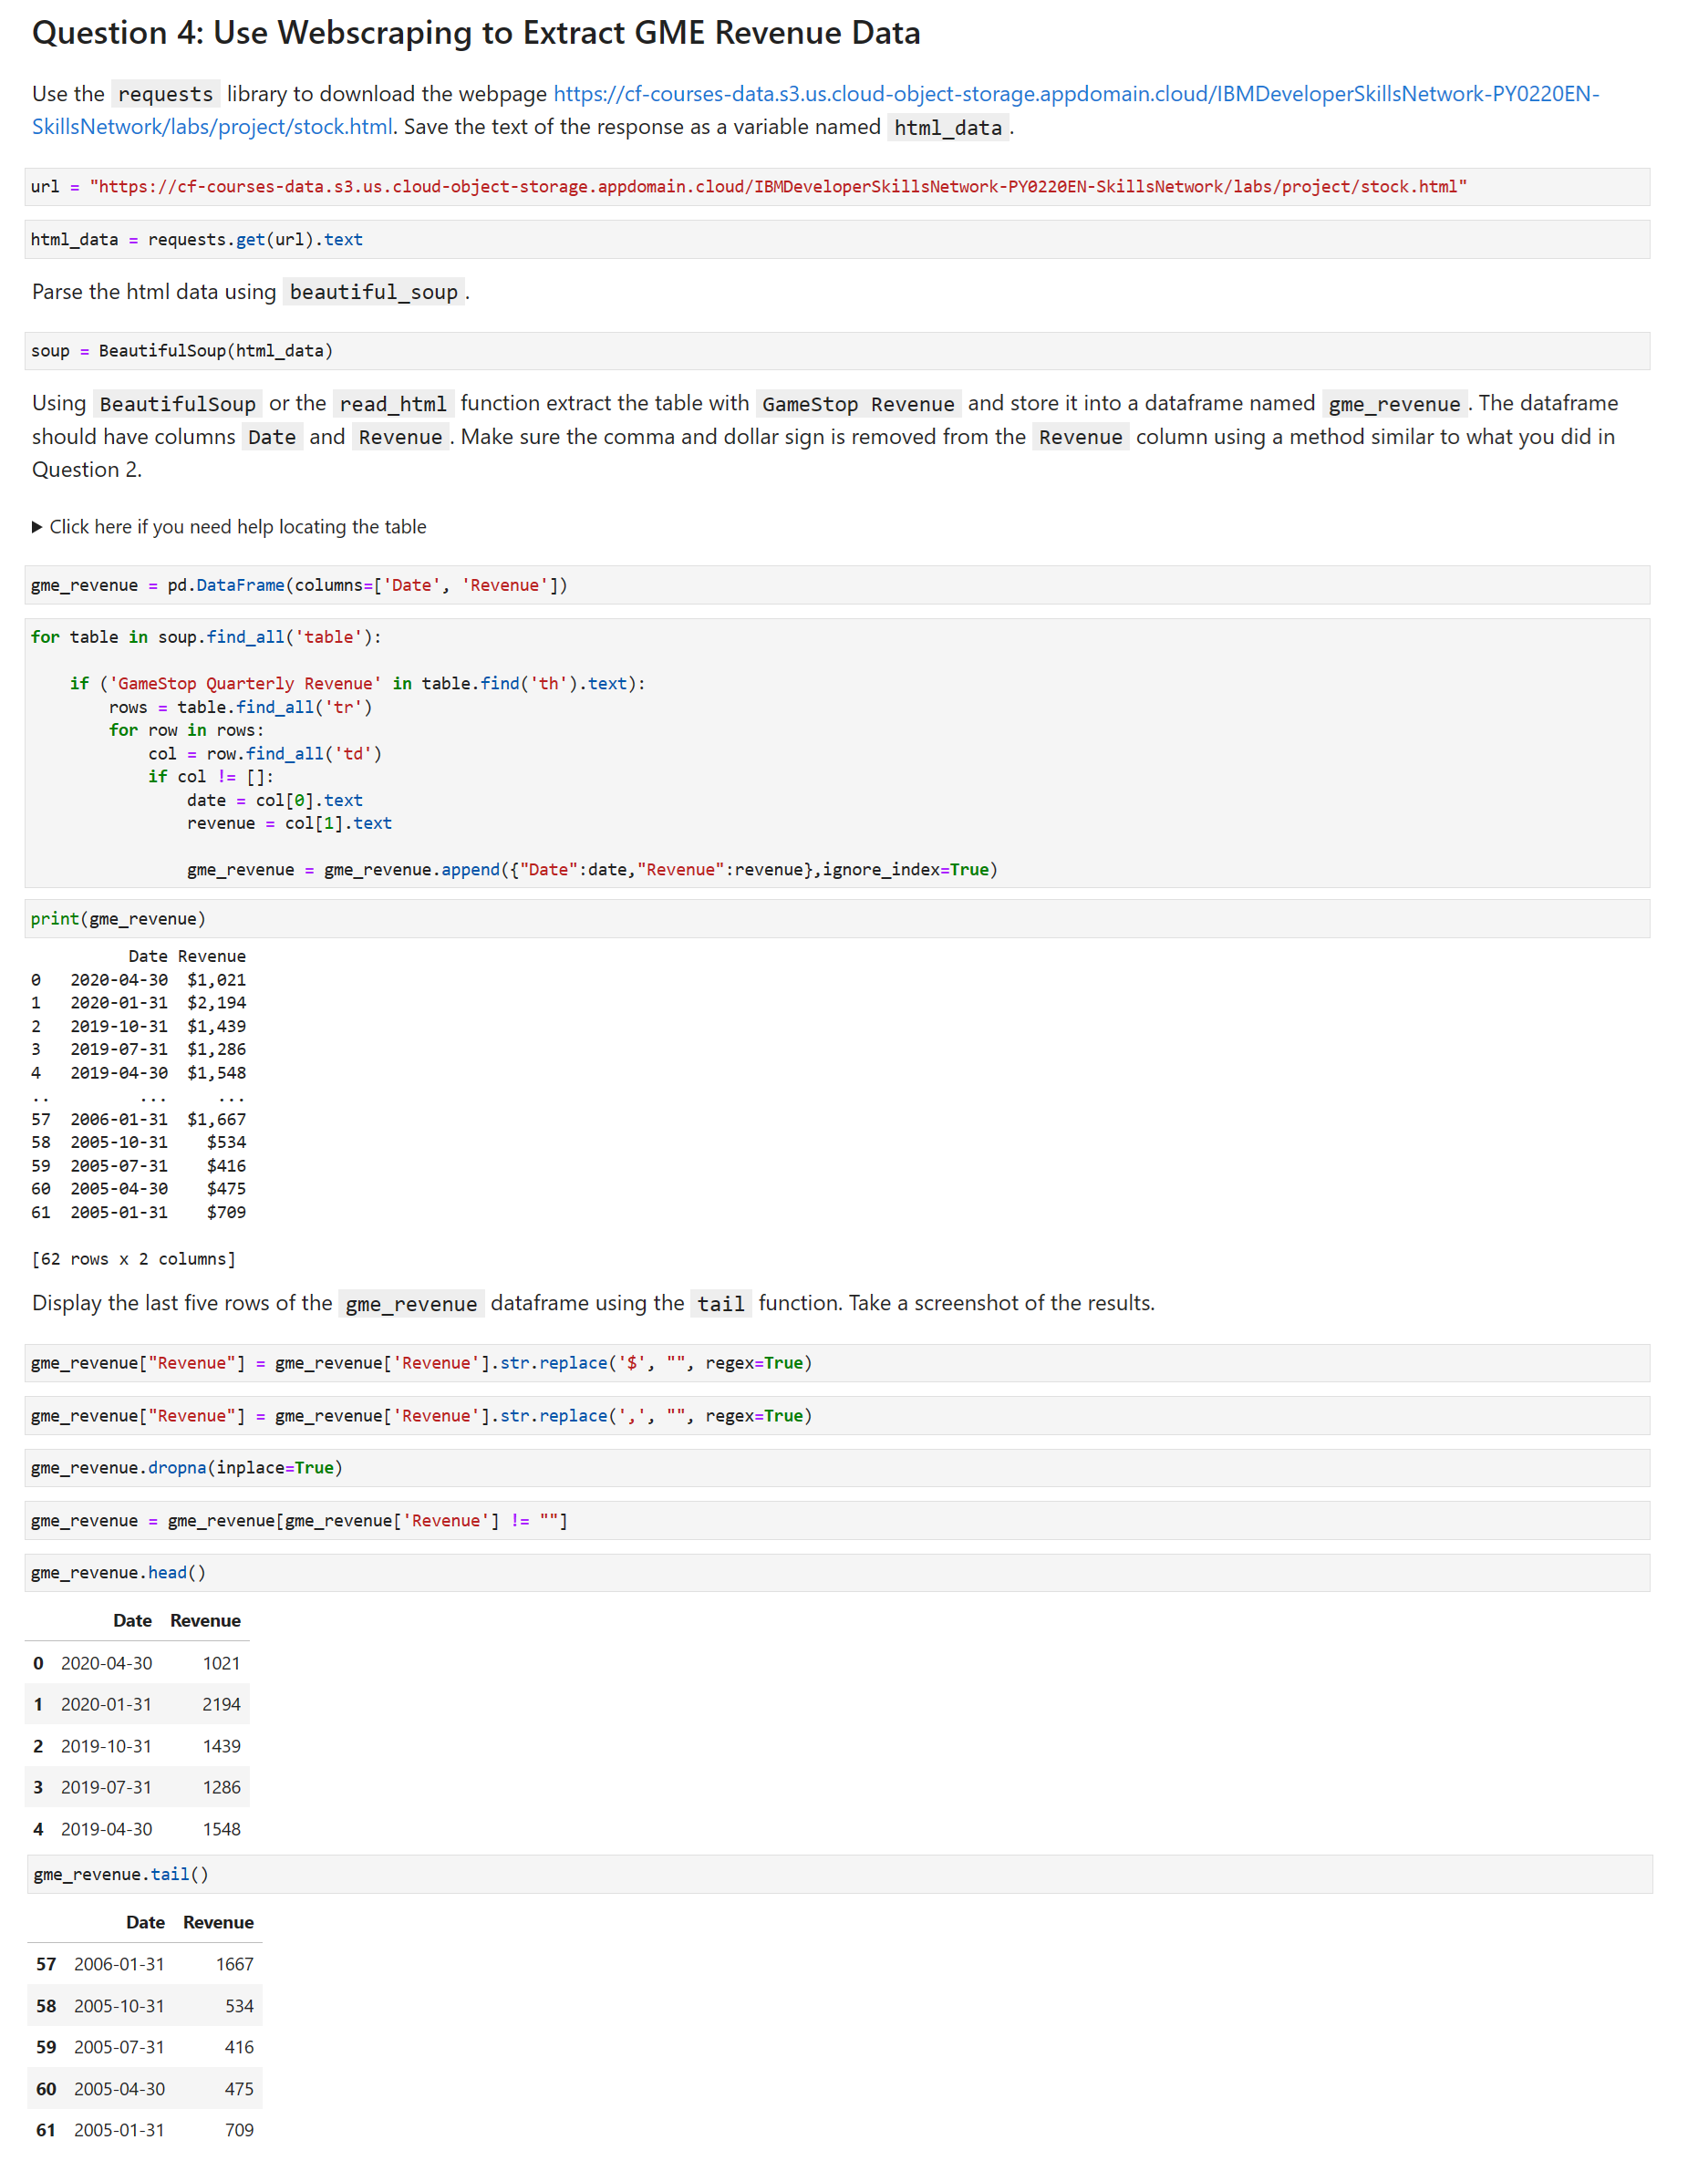 Question 4: Use Webscraping to Extract GME Revenue Data
Use the requests library to download the webpage https://cf-courses-data.s3.us.cloud-object-storage.appdomain.cloud/IBMDeveloperSkillsNetwork-PY0220EN-
SkillsNetwork/labs/project/stock.html. Save the text of the response as a variable named html_data.
url = "https://cf-courses-data.s3.us.cloud-object-storage.appdomain.cloud/IBMDeveloperSkillsNetwork-PY0220EN-SkillsNetwork/labs/project/stock.html"
html_data = requests.get(url).text
Parse the html data using beautiful_soup.
soup = BeautifulSoup(html_data)
Using BeautifulSoup or the read_html function extract the table with GameStop Revenue and store it into a dataframe named gme_revenue. The dataframe
should have columns Date and Revenue. Make sure the comma and dollar sign is removed from the Revenue column using a method similar to what you did in
Question 2.
▶ Click here if you need help locating the table
gme_revenue = pd.DataFrame(columns=['Date', 'Revenue'])
for table in soup.find_all('table'):
    if ('GameStop Quarterly Revenue' in table.find('th').text):
        rows = table.find_all('tr')
        for row in rows:
            col = row.find_all('td')
            if col != []:
                date = col[0].text
                revenue = col[1].text
                gme_revenue = gme_revenue.append({"Date":date,"Revenue":revenue},ignore_index=True)
print(gme_revenue)
          Date Revenue
0   2020-04-30  $1,021
1   2020-01-31  $2,194
2   2019-10-31  $1,439
3   2019-07-31  $1,286
4   2019-04-30  $1,548
..         ...     ...
57  2006-01-31  $1,667
58  2005-10-31    $534
59  2005-07-31    $416
60  2005-04-30    $475
61  2005-01-31    $709
[62 rows x 2 columns]
Display the last five rows of the gme_revenue dataframe using the tail function. Take a screenshot of the results.
gme_revenue["Revenue"] = gme_revenue['Revenue'].str.replace('$', "", regex=True)
gme_revenue["Revenue"] = gme_revenue['Revenue'].str.replace(',', "", regex=True)
gme_revenue.dropna(inplace=True)
gme_revenue = gme_revenue[gme_revenue['Revenue'] != ""]
gme_revenue.head()
Date Revenue
0 2020-04-30 1021
1 2020-01-31 2194
2 2019-10-31 1439
3 2019-07-31 1286
4 2019-04-30 1548
gme_revenue.tail()
Date Revenue
57 2006-01-31 1667
58 2005-10-31 534
59 2005-07-31 416
60 2005-04-30 475
61 2005-01-31 709